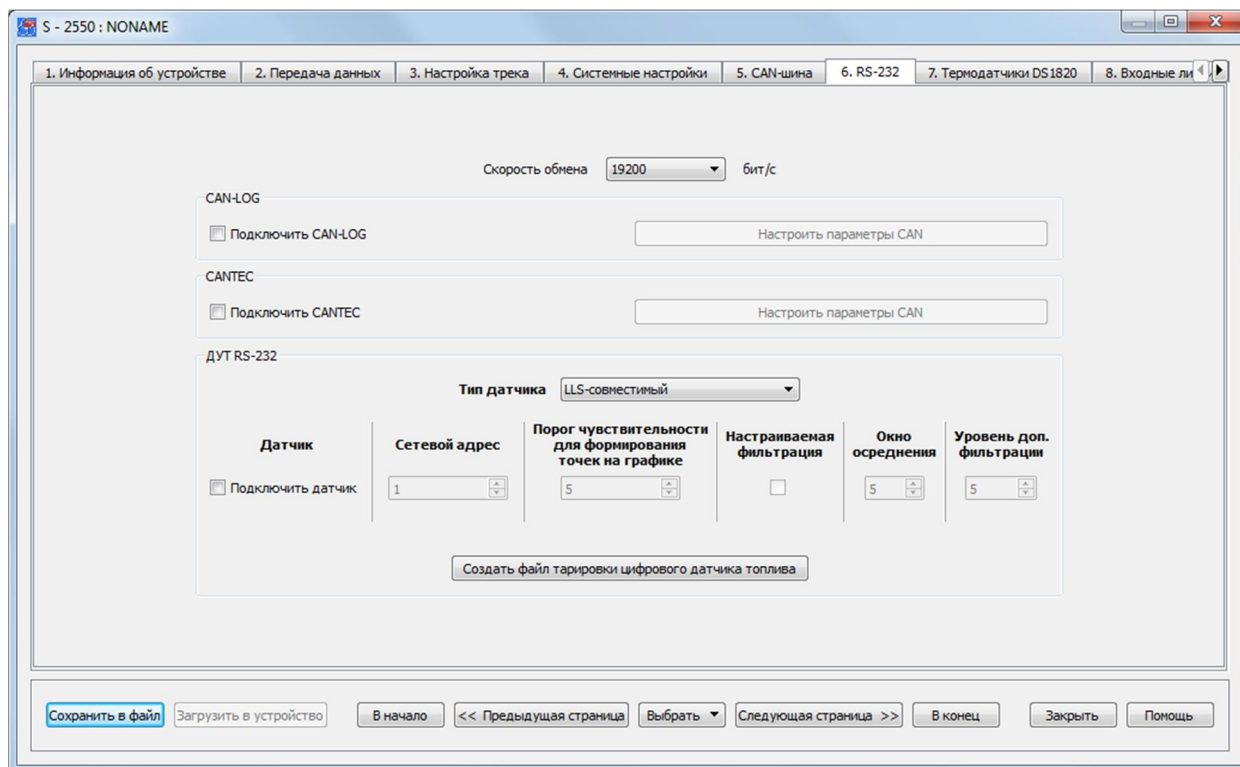 S - 2550 : NONAME
1. Информация об устройстве 2. Передача данных 3. Настройка трека 4. Системные настройки 5. CAN-шина 6. RS-232 7. Термодатчики DS1820 8. Входные ли
Скорость обмена 19200 бит/с
CAN-LOG
Подключить CAN-LOG Настроить параметры CAN
CANTEC
Подключить CANTEC Настроить параметры CAN
ДУТ RS-232
Тип датчика LLS-совместимый
Датчик
Сетевой адрес
Порог чувствительности
для формирования
точек на графике
Настраиваемая
фильтрация
Окно
осреднения
Уровень доп.
фильтрации
Подключить датчик 1 5 5 5
Создать файл тарировки цифрового датчика топлива
Сохранить в файл Загрузить в устройство В начало << Предыдущая страница Выбрать Следующая страница >> В конец Закрыть Помощь